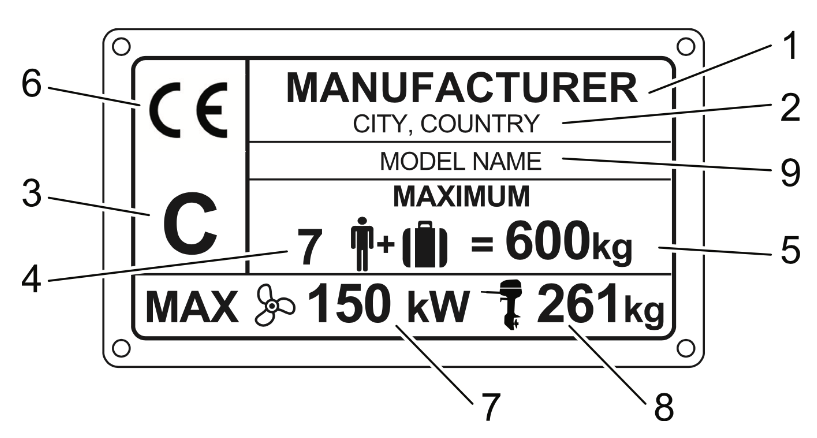 MANUFACTURER
CITY, COUNTRY
MODEL NAME
CE
C
MAXIMUM
7 + = 600kg
MAX 150 kW 261kg
1
2
9
5
6
3
4
7
8